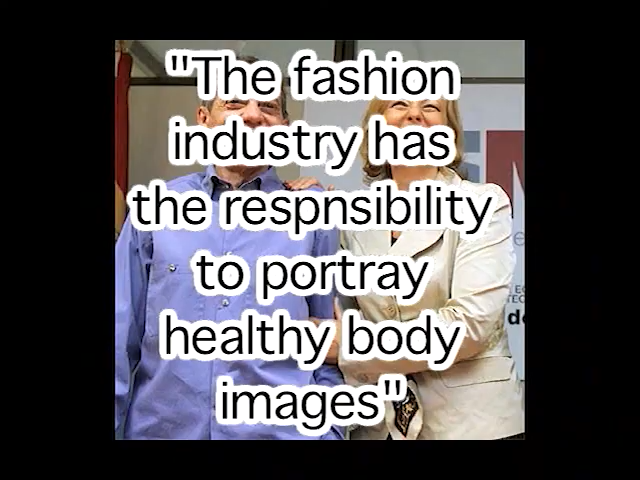 "The fashion
industry has
the respnsibility
to portray
healthy body
images"